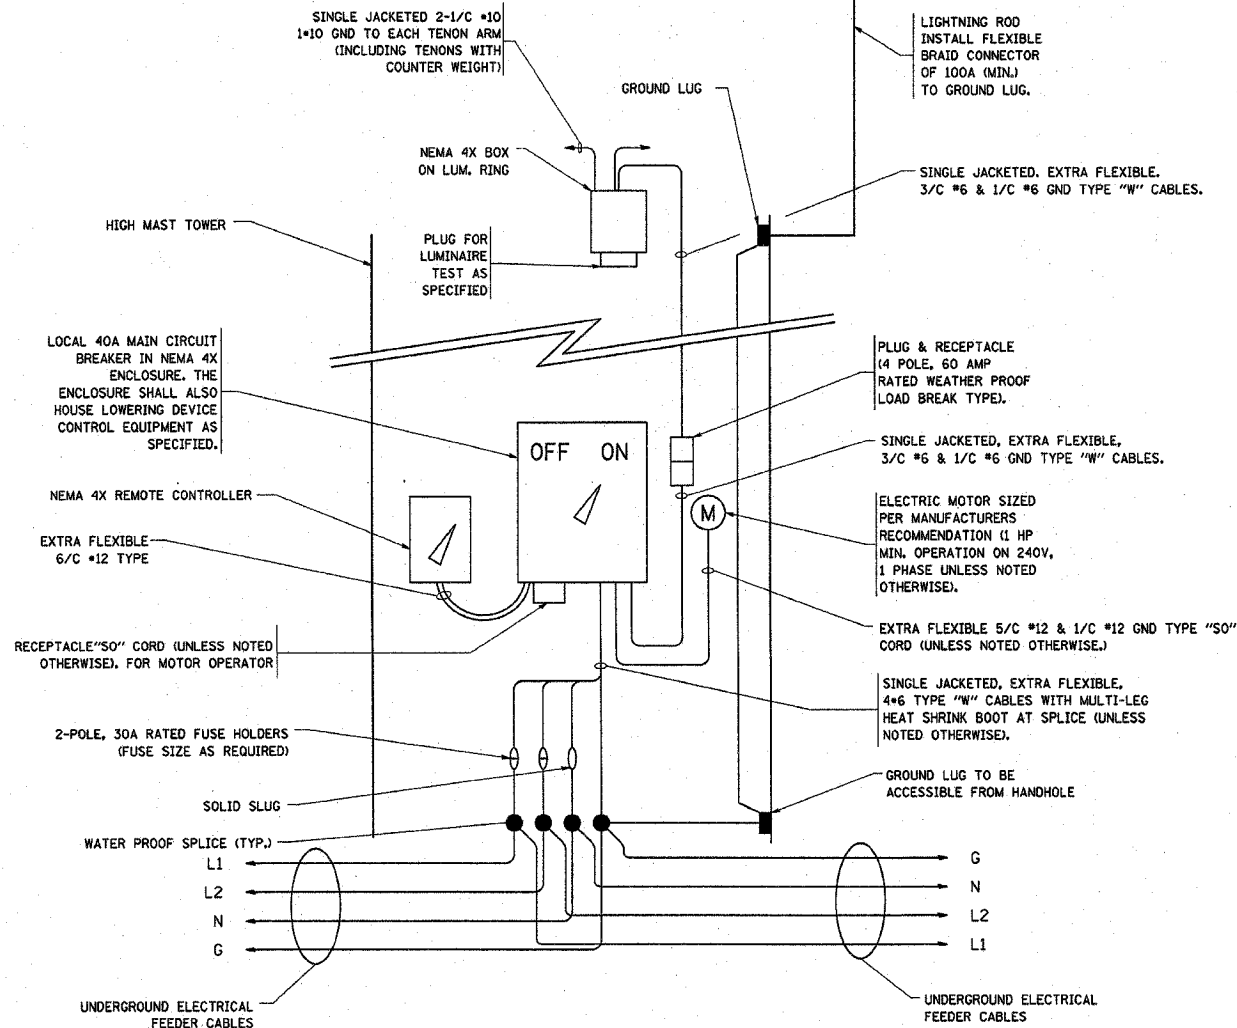 SINGLE JACKETED 2-1/C #10
1#10 GND TO EACH TENON ARM
(INCLUDING TENONS WITH
COUNTER WEIGHT)
LIGHTNING ROD
INSTALL FLEXIBLE
BRAID CONNECTOR
OF 100A (MIN.)
TO GROUND LUG.
GROUND LUG
NEMA 4X BOX
ON LUM. RING
SINGLE JACKETED. EXTRA FLEXIBLE.
3/C #6 & 1/C #6 GND TYPE "W" CABLES.
HIGH MAST TOWER
PLUG FOR
LUMINAIRE
TEST AS
SPECIFIED
LOCAL 40A MAIN CIRCUIT
BREAKER IN NEMA 4X
ENCLOSURE. THE
ENCLOSURE SHALL ALSO
HOUSE LOWERING DEVICE
CONTROL EQUIPMENT AS
SPECIFIED.
PLUG & RECEPTACLE
(4 POLE, 60 AMP
RATED WEATHER PROOF
LOAD BREAK TYPE).
OFF ON
SINGLE JACKETED, EXTRA FLEXIBLE,
3/C #6 & 1/C #6 GND TYPE "W" CABLES.
NEMA 4X REMOTE CONTROLLER
M
ELECTRIC MOTOR SIZED
PER MANUFACTURERS
RECOMMENDATION (1 HP
MIN. OPERATION ON 240V,
1 PHASE UNLESS NOTED
OTHERWISE).
EXTRA FLEXIBLE
6/C #12 TYPE
RECEPTACLE"SO" CORD (UNLESS NOTED
OTHERWISE). FOR MOTOR OPERATOR
EXTRA FLEXIBLE 5/C #12 & 1/C #12 GND TYPE "SO"
CORD (UNLESS NOTED OTHERWISE.)
SINGLE JACKETED, EXTRA FLEXIBLE,
4#6 TYPE "W" CABLES WITH MULTI-LEG
HEAT SHRINK BOOT AT SPLICE (UNLESS
NOTED OTHERWISE).
2-POLE, 30A RATED FUSE HOLDERS
(FUSE SIZE AS REQUIRED)
SOLID SLUG
GROUND LUG TO BE
ACCESSIBLE FROM HANDHOLE
WATER PROOF SPLICE (TYP.)
L1
L2
N
G
G
N
L2
L1
UNDERGROUND ELECTRICAL
FEEDER CABLES
UNDERGROUND ELECTRICAL
FEEDER CABLES